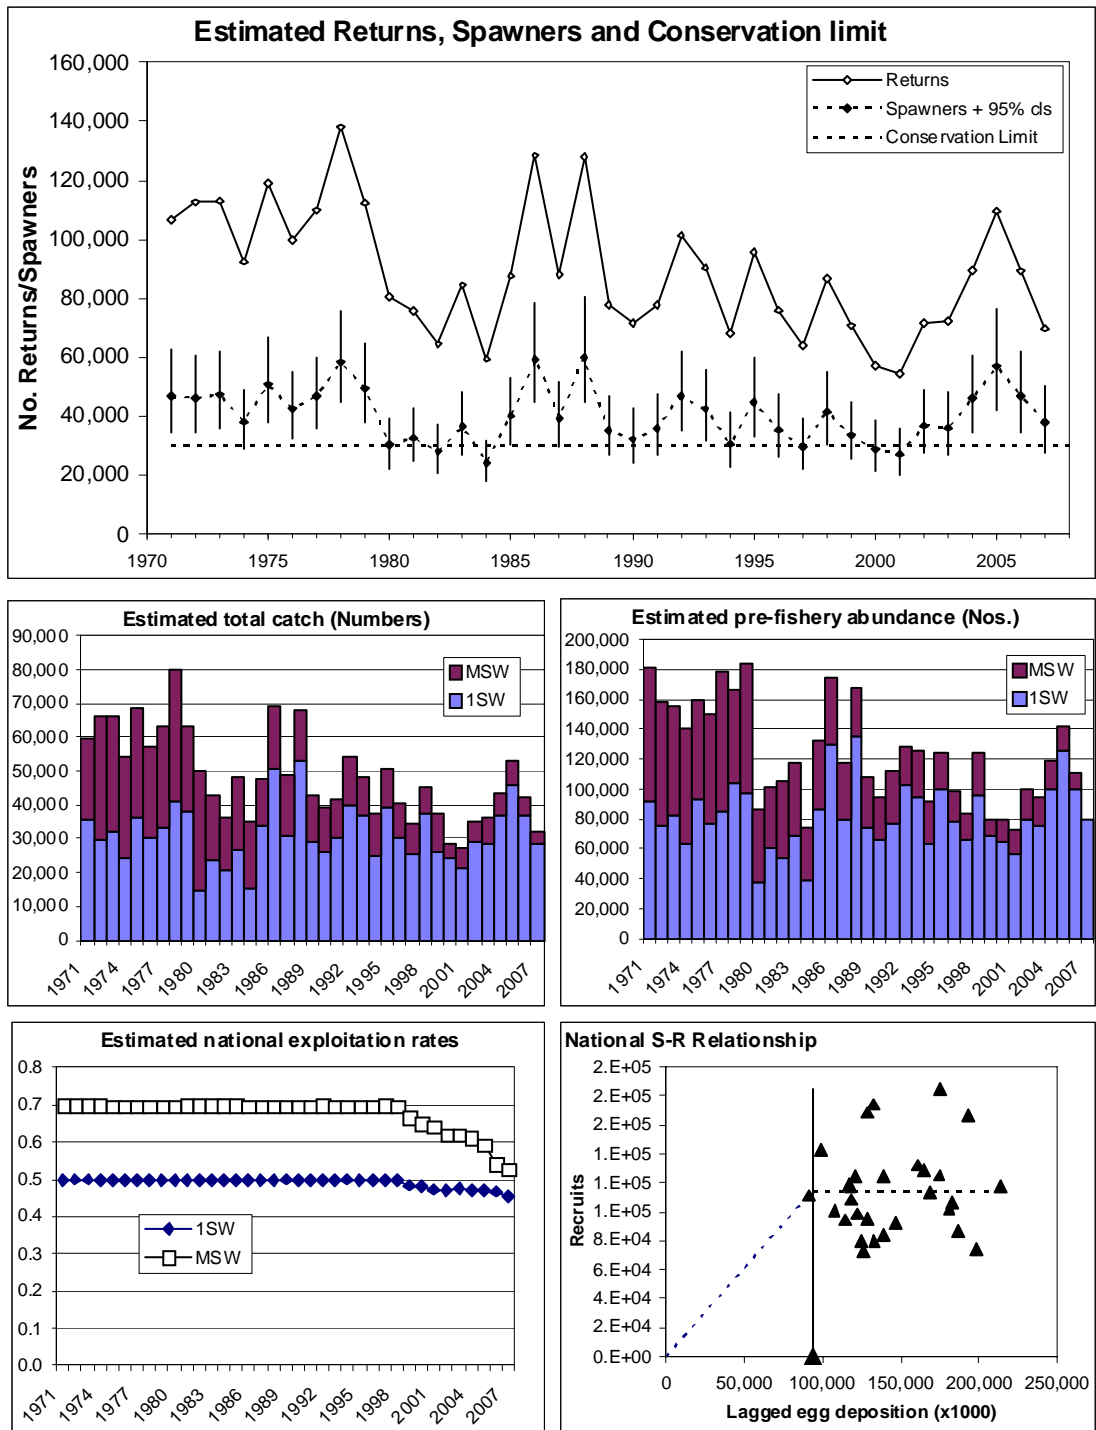 Estimated Returns, Spawners and Conservation limit
No. Returns/Spawners
160,000
140,000
120,000
100,000
80,000
60,000
40,000
20,000
0
1970 1975 1980 1985 1990 1995 2000 2005
Returns
Spawners + 95% cls
Conservation Limit
Estimated total catch (Numbers)
90,000
80,000
70,000
60,000
50,000
40,000
30,000
20,000
10,000
0
MSW
1SW
1971 1974 1977 1980 1983 1986 1989 1992 1995 1998 2001 2004 2007
Estimated pre-fishery abundance (Nos.)
200,000
180,000
160,000
140,000
120,000
100,000
80,000
60,000
40,000
20,000
0
MSW
1SW
1971 1974 1977 1980 1983 1986 1989 1992 1995 1998 2001 2004 2007
Estimated national exploitation rates
0.8
0.7
0.6
0.5
0.4
0.3
0.2
0.1
0.0
1SW
MSW
1971 1974 1977 1980 1983 1986 1989 1992 1995 1998 2001 2004 2007
National S-R Relationship
Recruits
2.E+05
2.E+05
2.E+05
1.E+05
1.E+05
1.E+05
8.E+04
6.E+04
4.E+04
2.E+04
0.E+00
0 50,000 100,000 150,000 200,000 250,000
Lagged egg deposition (x1000)